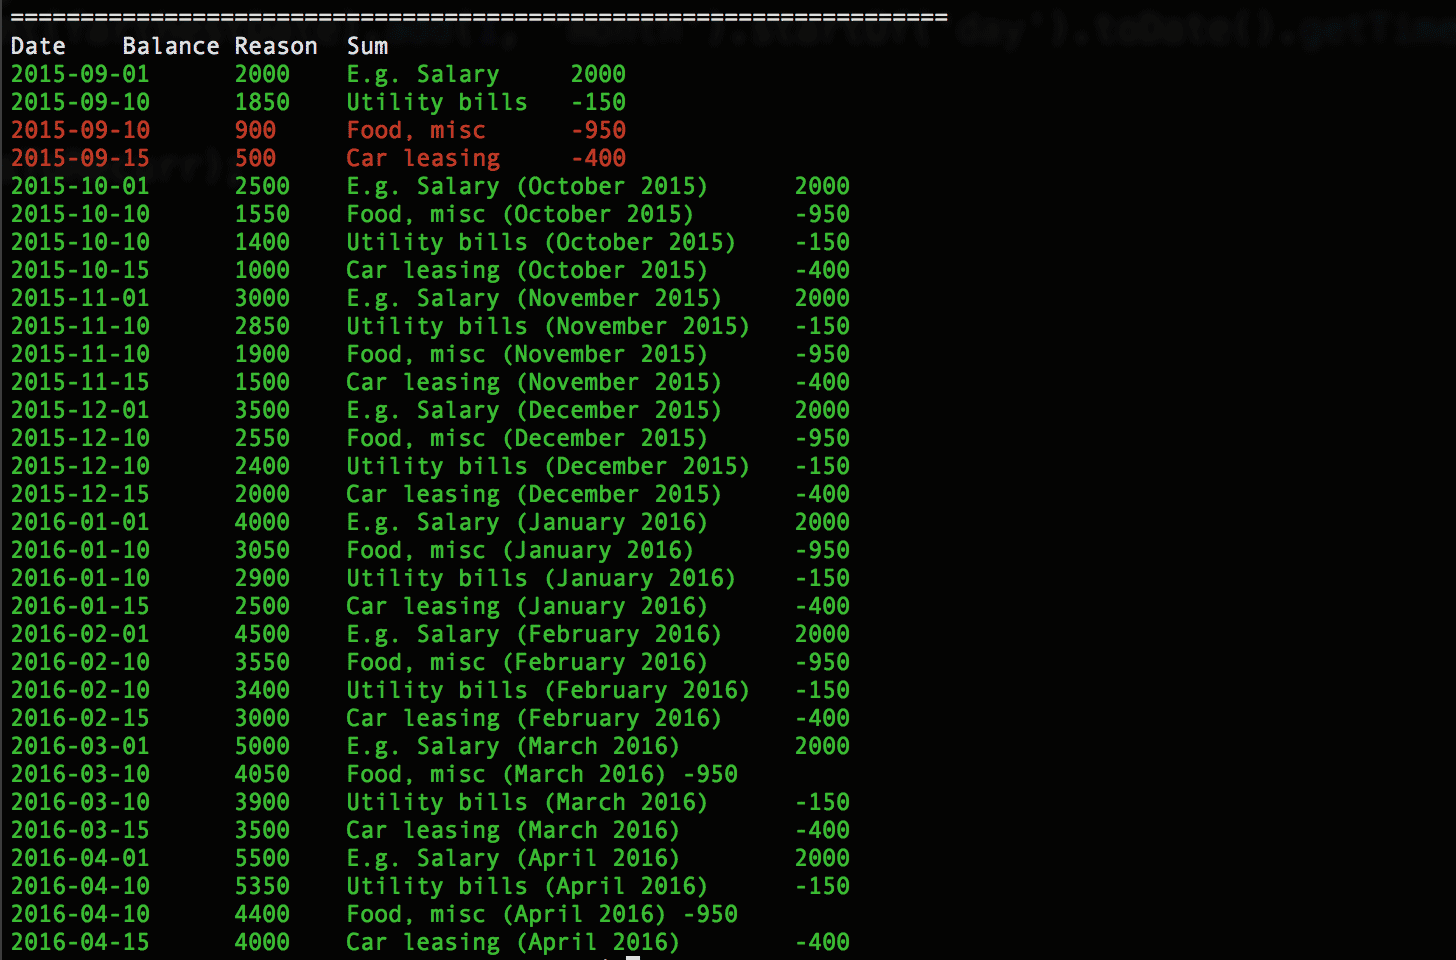 ===================================================================
Date Balance Reason Sum
2015-09-01 2000 E.g. Salary 2000
2015-09-10 1850 Utility bills -150
2015-09-10 900 Food, misc -950
2015-09-15 500 Car leasing -400
2015-10-01 2500 E.g. Salary (October 2015) 2000
2015-10-10 1550 Food, misc (October 2015) -950
2015-10-10 1400 Utility bills (October 2015) -150
2015-10-15 1000 Car leasing (October 2015) -400
2015-11-01 3000 E.g. Salary (November 2015) 2000
2015-11-10 2850 Utility bills (November 2015) -150
2015-11-10 1900 Food, misc (November 2015) -950
2015-11-15 1500 Car leasing (November 2015) -400
2015-12-01 3500 E.g. Salary (December 2015) 2000
2015-12-10 2550 Food, misc (December 2015) -950
2015-12-10 2400 Utility bills (December 2015) -150
2015-12-15 2000 Car leasing (December 2015) -400
2016-01-01 4000 E.g. Salary (January 2016) 2000
2016-01-10 3050 Food, misc (January 2016) -950
2016-01-10 2900 Utility bills (January 2016) -150
2016-01-15 2500 Car leasing (January 2016) -400
2016-02-01 4500 E.g. Salary (February 2016) 2000
2016-02-10 3550 Food, misc (February 2016) -950
2016-02-10 3400 Utility bills (February 2016) -150
2016-02-15 3000 Car leasing (February 2016) -400
2016-03-01 5000 E.g. Salary (March 2016) 2000
2016-03-10 4050 Food, misc (March 2016) -950
2016-03-10 3900 Utility bills (March 2016) -150
2016-03-15 3500 Car leasing (March 2016) -400
2016-04-01 5500 E.g. Salary (April 2016) 2000
2016-04-10 5350 Utility bills (April 2016) -150
2016-04-10 4400 Food, misc (April 2016) -950
2016-04-15 4000 Car leasing (April 2016) -400